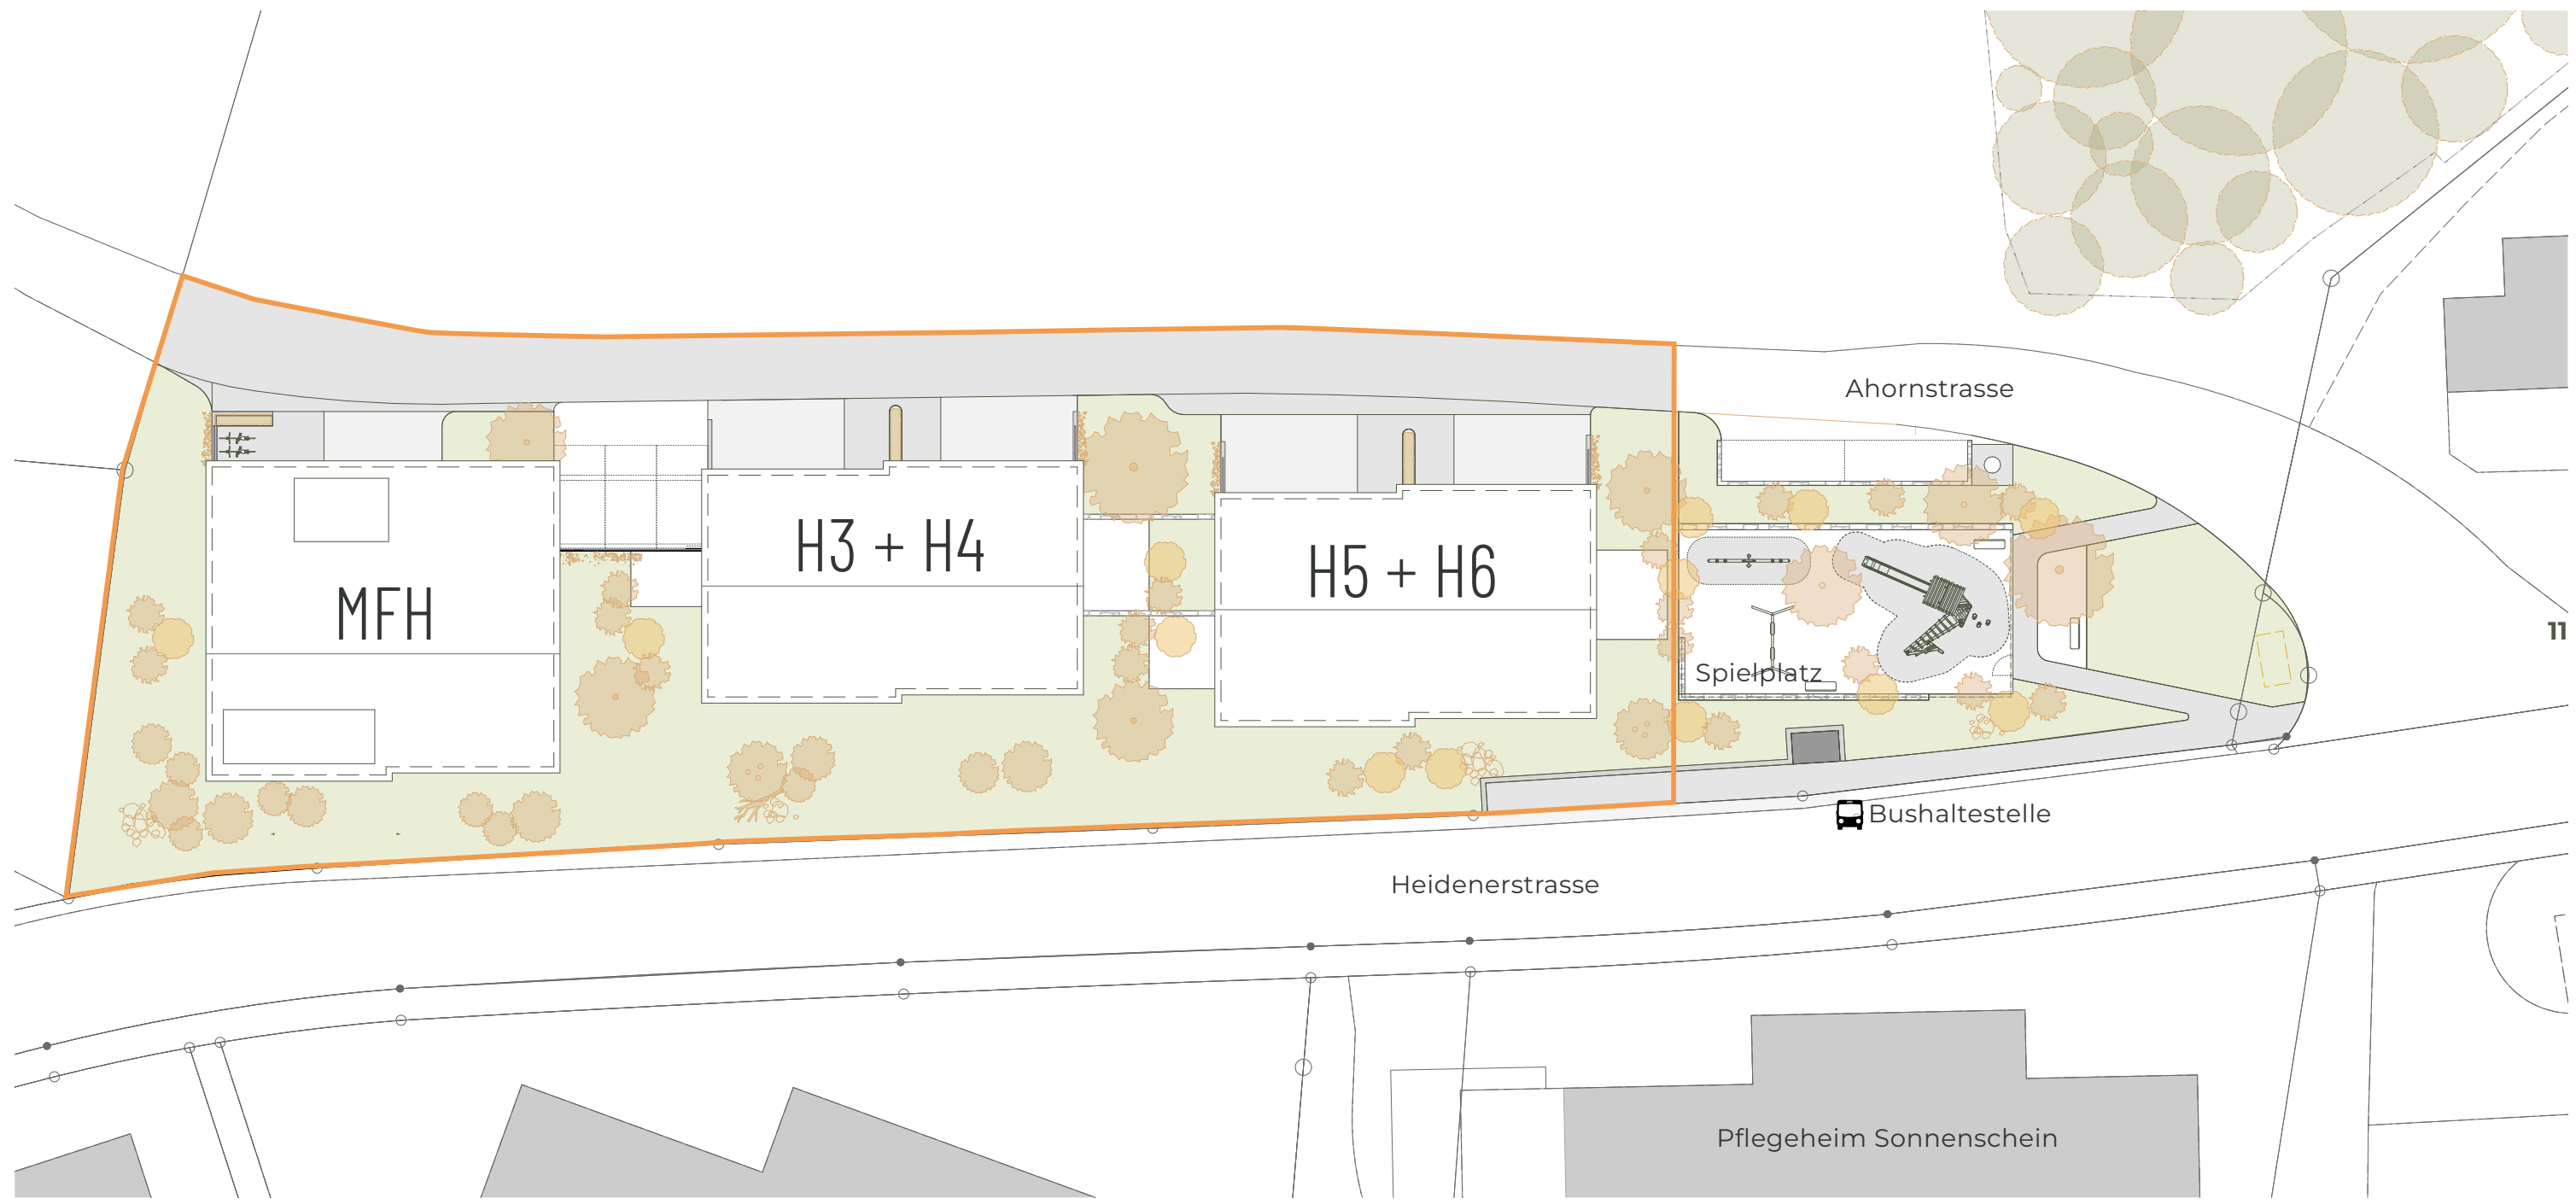 Ahornstrasse
H3 + H4
H5 + H6
MFH
11
Spielplatz
Bushaltestelle
Heidenerstrasse
Pflegeheim Sonnenschein